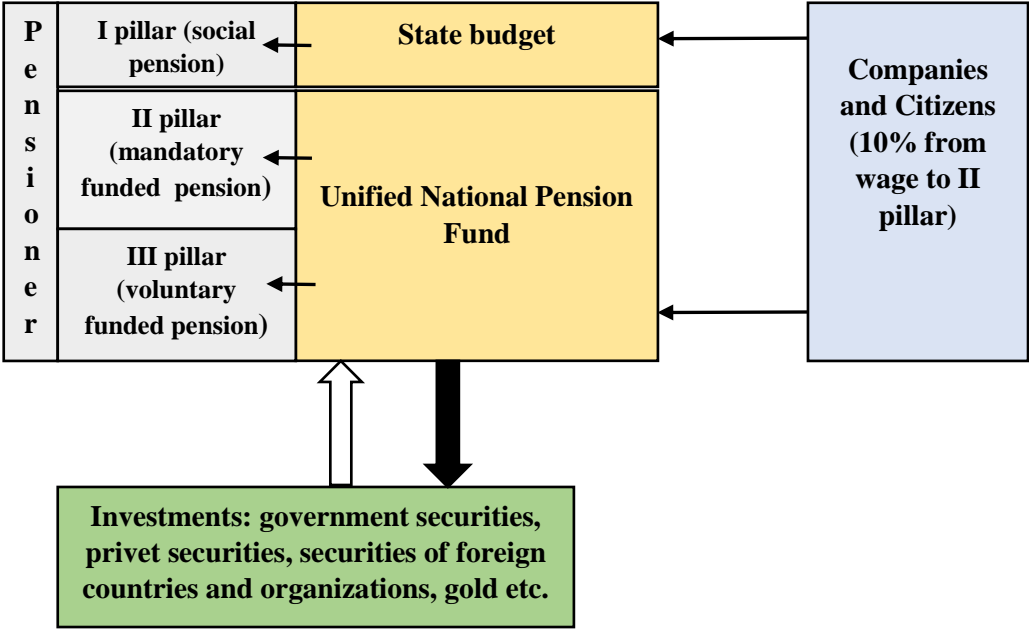 Pensioner
I pillar (social
pension)
State budget
II pillar
(mandatory
funded pension)
Unified National Pension
Fund
III pillar
(voluntary
funded pension)
Companies
and Citizens
(10% from
wage to II
pillar)
Investments: government securities,
privet securities, securities of foreign
countries and organizations, gold etc.